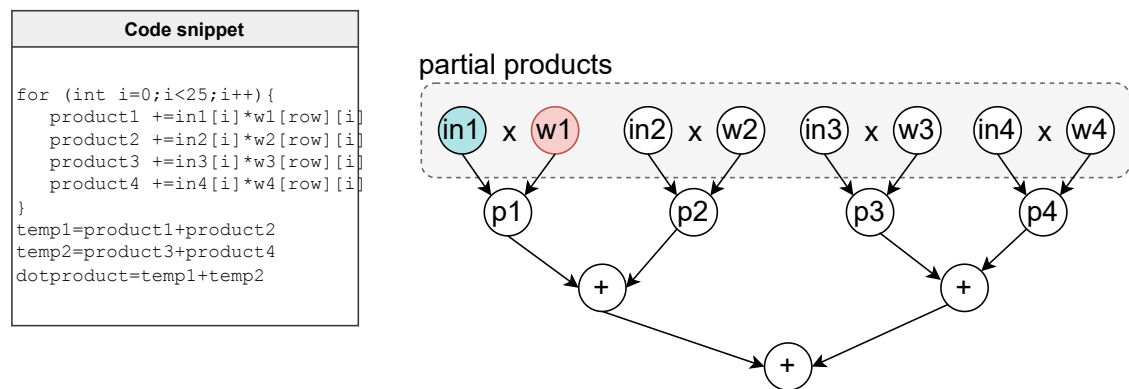 Code snippet
for (int i=0;i<25;i++){
product1 +=in1[i]*w1[row][i]
product2 +=in2[i]*w2[row][i]
product3 +=in3[i]*w3[row][i]
product4 +=in4[i]*w4[row][i]
}
temp1=product1+product2
temp2=product3+product4
dotproduct=temp1+temp2
partial products
in1 x w1 in2 x w2 in3 x w3 in4 x w4
p1 p2 p3 p4
+ +
+